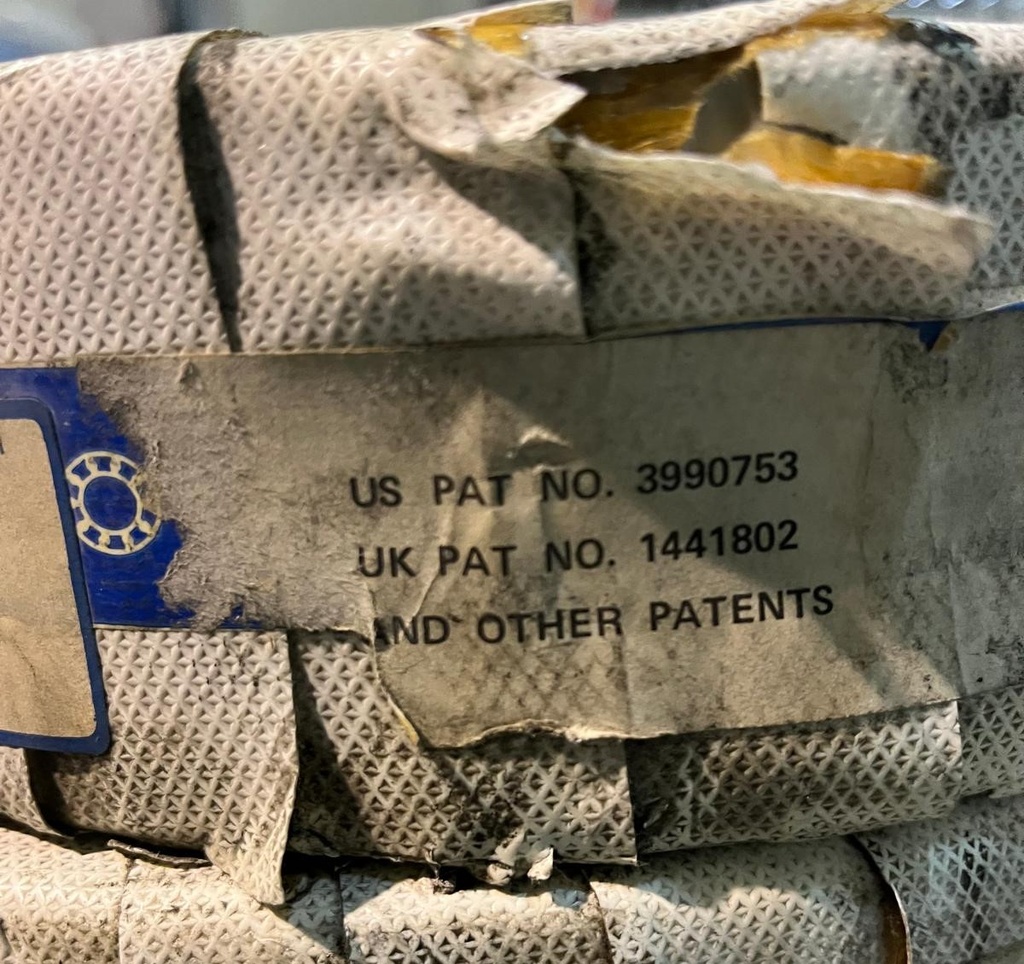 US PAT NO. 3990753
UK PAT NO. 1441802
AND OTHER PATENTS